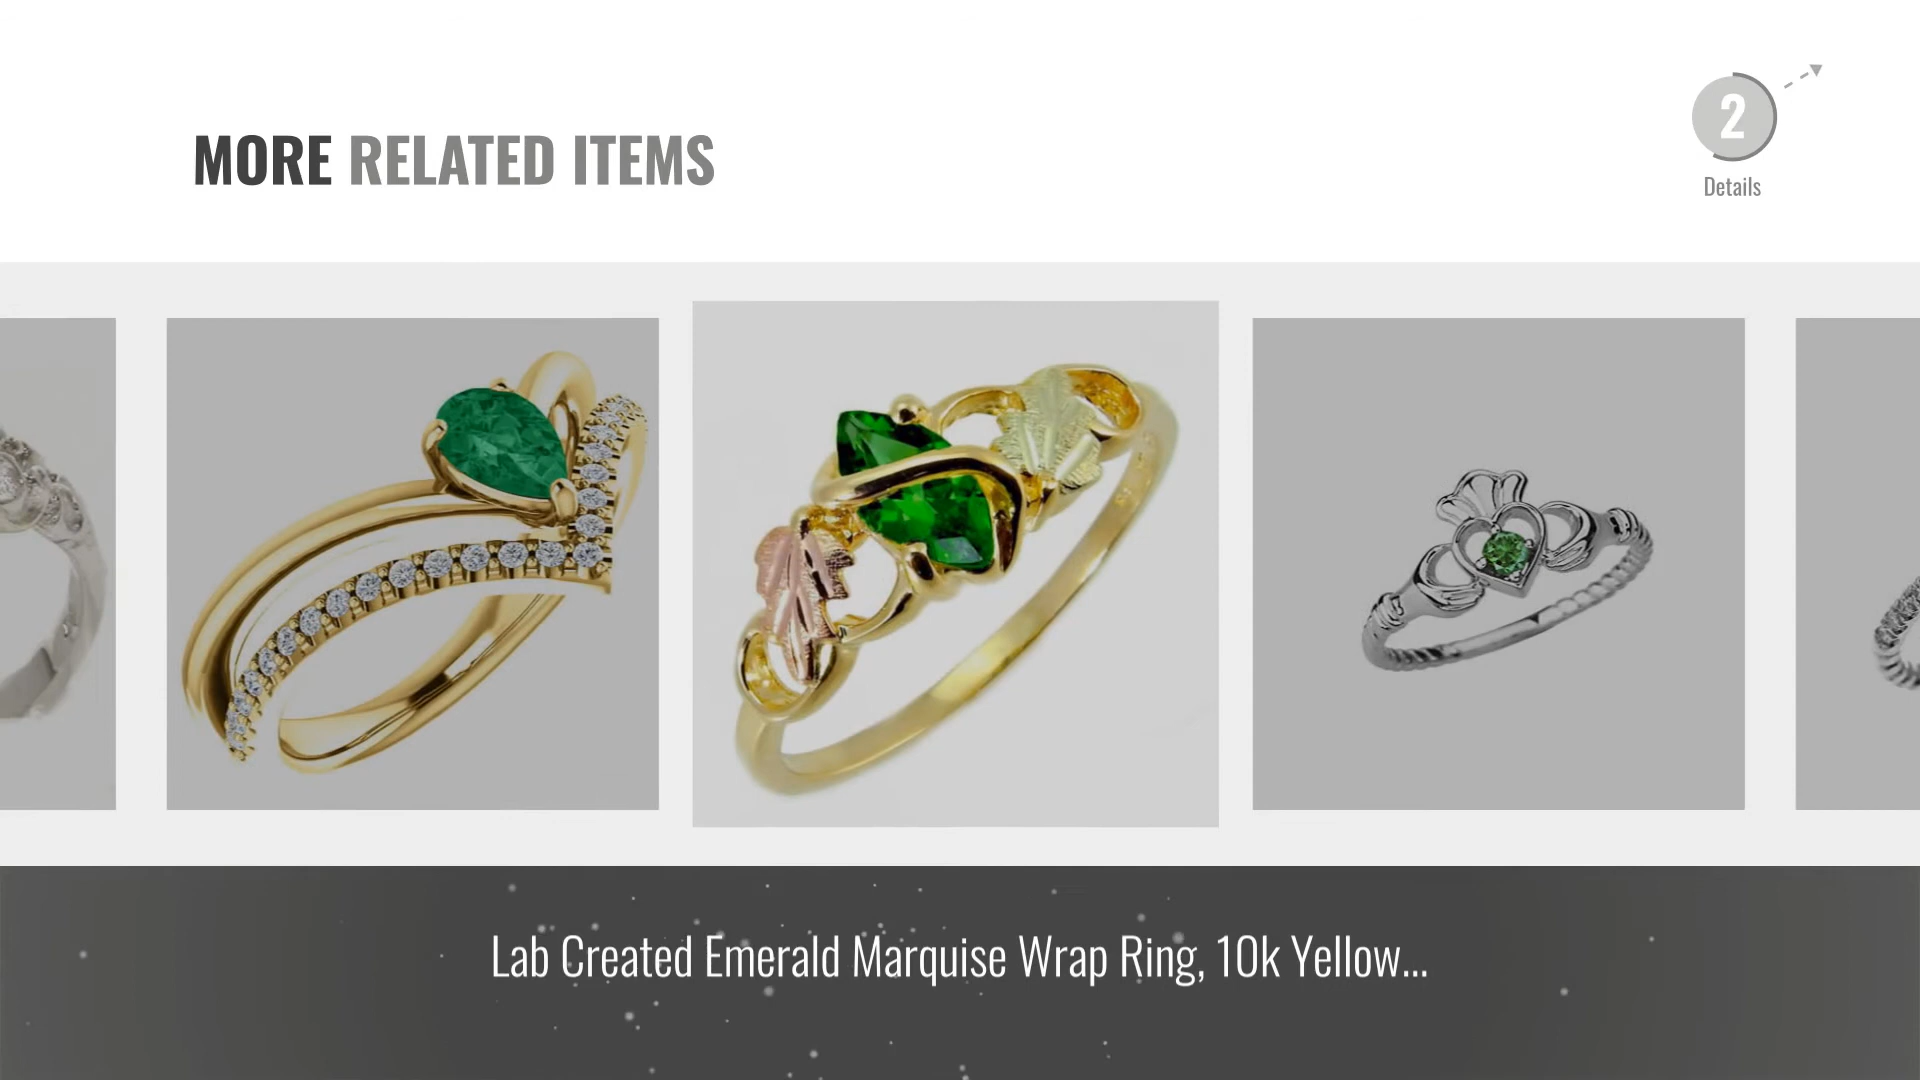 MORE RELATED ITEMS
2
Details
Lab Created Emerald Marquise Wrap Ring, 10k Yellow...